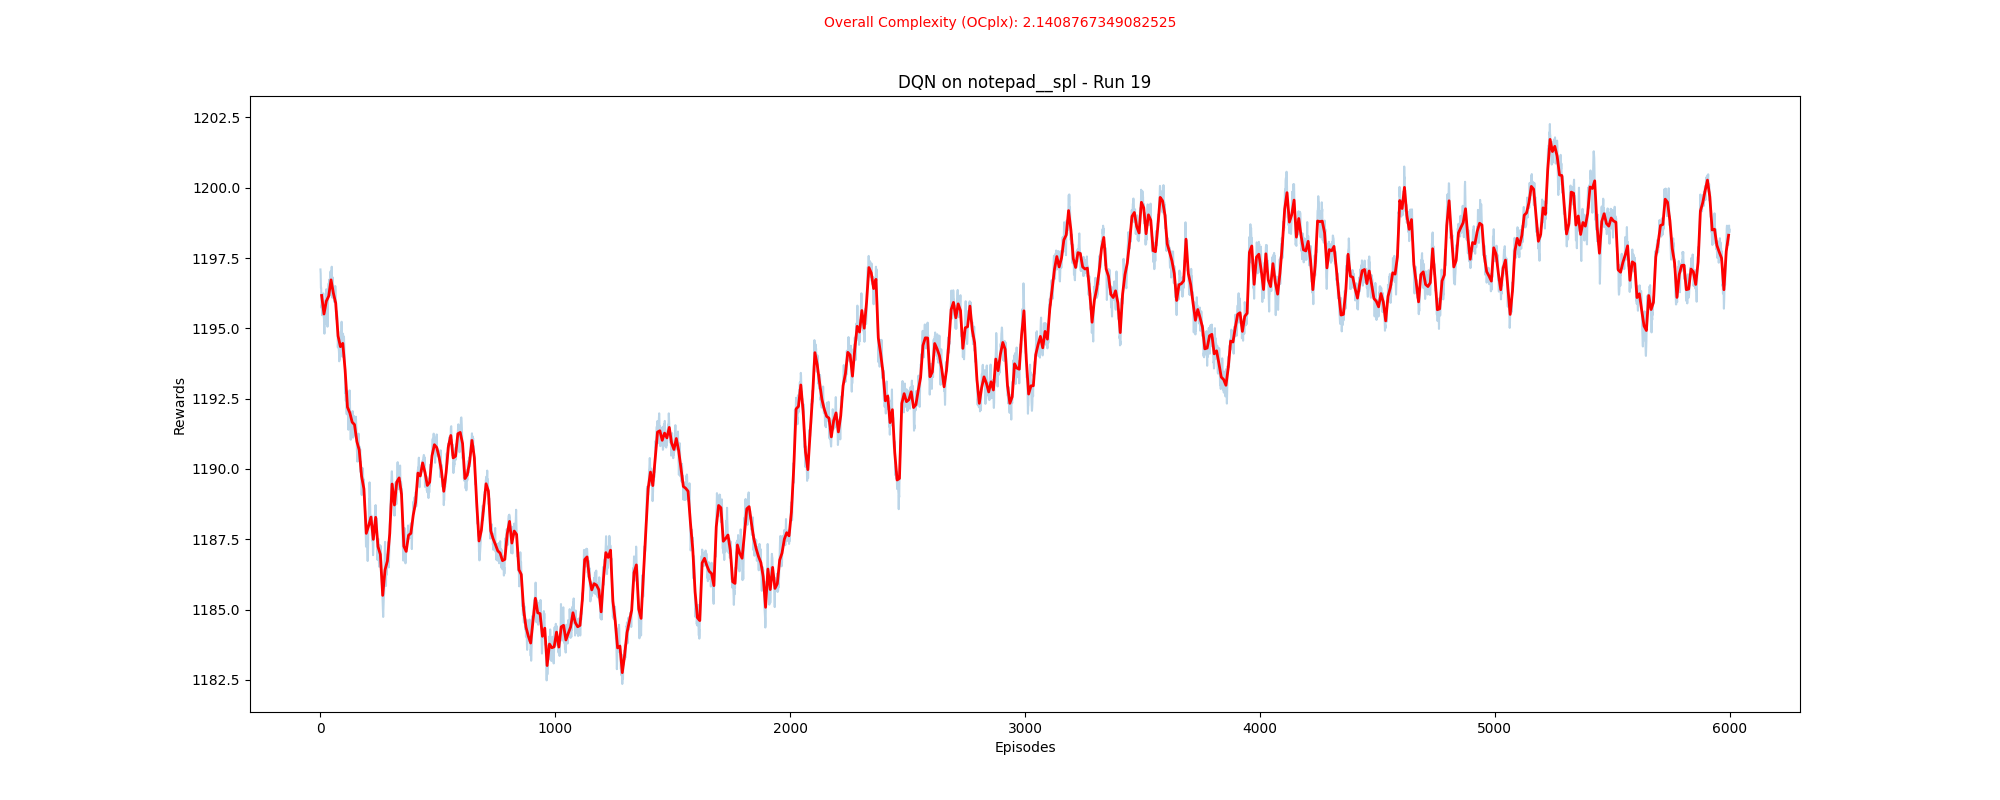 Overall Complexity (OCplx): 2.1408767349082525
DQN on notepad__spl - Run 19
1202.5
1200.0
1197.5
1195.0
1192.5
1190.0
1187.5
1185.0
1182.5
Rewards
0 1000 2000 3000 4000 5000 6000
Episodes